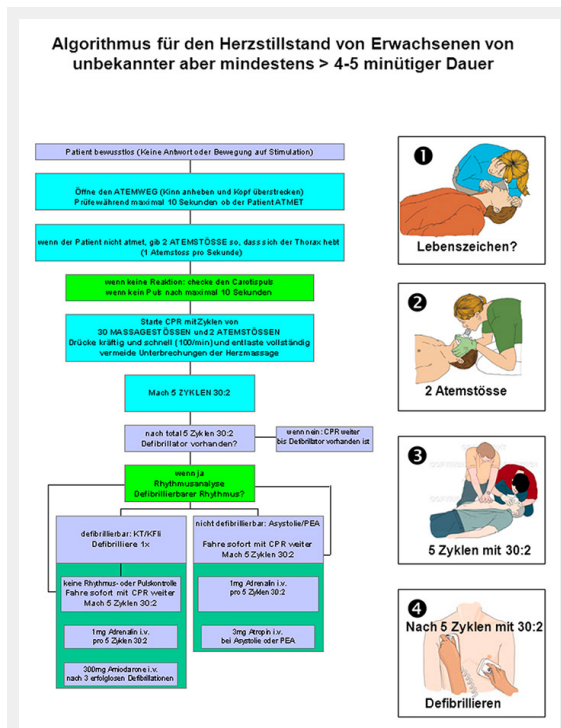 Algorithmus für den Herzstillstand von Erwachsenen von
unbekannter aber mindestens > 4-5 minütiger Dauer
Patient bewusstlos (Keine Antwort oder Bewegung auf Stimulation)
Öffne den ATEMWEG (Kinn anheben und Kopf überstrecken)
Prüfe während maximal 10 Sekunden ob der Patient ATMET
wenn der Patient nicht atmet, gib 2 ATEMSTÖSSE so, dass sich der Thorax hebt
(1 Atemstoss pro Sekunde)
wenn keine Reaktion: checke den Carotispuls
wenn kein Puls nach maximal 10 Sekunden
Starte CPR mit Zyklen von
30 MASSAGESTÖSSEN und 2 ATEMSTÖSSEN
Drücke kräftig und schnell (100/min) und entlaste vollständig
vermeide Unterbrechungen der Herzmassage
Mach 5 ZYKLEN 30:2
nach total 5 Zyklen 30:2
Defibrillator vorhanden?
wenn nein: CPR weiter
bis Defibrillator vorhanden ist
wenn ja
Rhythmusanalyse
Defibrillierbarer Rhythmus?
defibrillierbar: KT/KFli
Defibrilliere 1x
keine Rhythmus- oder Pulskontrolle
Fahre sofort mit CPR weiter
Mach 5 Zyklen 30:2
1mg Adrenalin i.v.
pro 5 Zyklen 30:2
300mg Amiodarone i.v.
nach 3 erfolglosen Defibrillationen
nicht defibrillierbar: Asystolie/PEA
Fahre sofort mit CPR weiter
Mach 5 Zyklen 30:2
1mg Adrenalin i.v.
pro 5 Zyklen 30:2
3mg Atropin i.v.
bei Asystolie oder PEA
1
Lebenszeichen?
2
2 Atemstösse
3
5 Zyklen mit 30:2
4
Nach 5 Zyklen mit 30:2
Defibrillieren